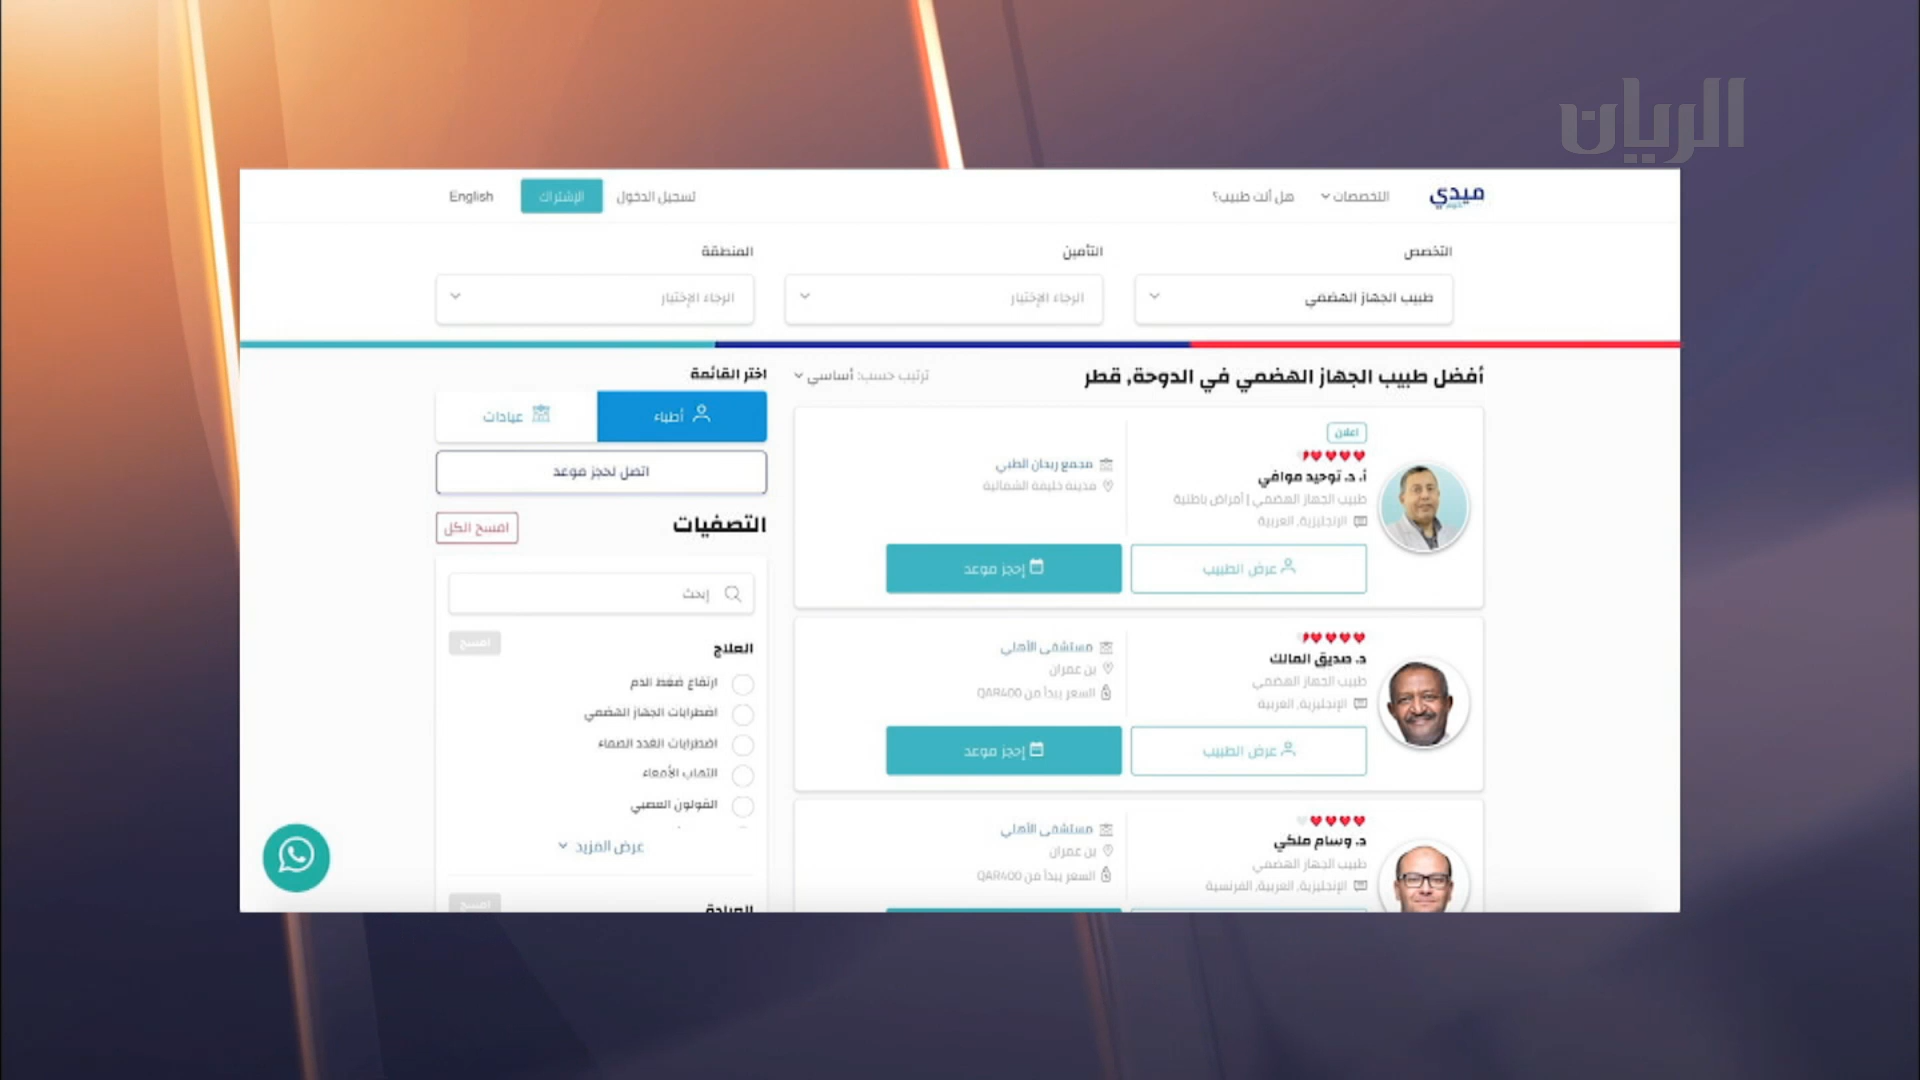 الريان
ميدي
التخصصات
هل أنت طبيب؟
تسجيل الدخول
الإشتراك
English
التخصص
التأمين
المنطقة
طبيب الجهاز الهضمي
الرجاء الإختيار
الرجاء الإختيار
أفضل طبيب الجهاز الهضمي في الدوحة, قطر
ترتيب حسب: أساسي
اعلان
أ. د. توحيد موافي
طبيب الجهاز الهضمي | أمراض باطنية
الإنجليزية, العربية
مجمع ريدان الطبي
مدينة خليفة الشمالية
عرض الطبيب
إحجز موعد
د. صديق المالك
طبيب الجهاز الهضمي
الإنجليزية, العربية
مستشفى الأهلي
بن عمران
السعر يبدأ من QAR400
عرض الطبيب
إحجز موعد
د. وسام ملكي
طبيب الجهاز الهضمي
الإنجليزية, العربية, الفرنسية
مستشفى الأهلي
بن عمران
السعر يبدأ من QAR400
اختر القائمة
أطباء
عيادات
اتصل لحجز موعد
التصفيات
امسح الكل
إبحث
العلاج
امسح
ارتفاع ضغط الدم
اضطرابات الجهاز الهضمي
اضطرابات الغدد الصماء
التهاب الأمعاء
القولون العصبي
عرض المزيد
العيادة
امسح